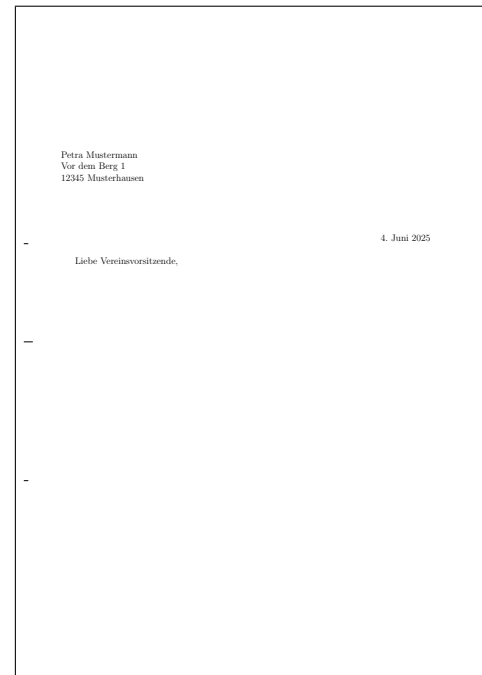 Petra Mustermann
Vor dem Berg 1
12345 Musterhausen
4. Juni 2025
Liebe Vereinsvorsitzende,